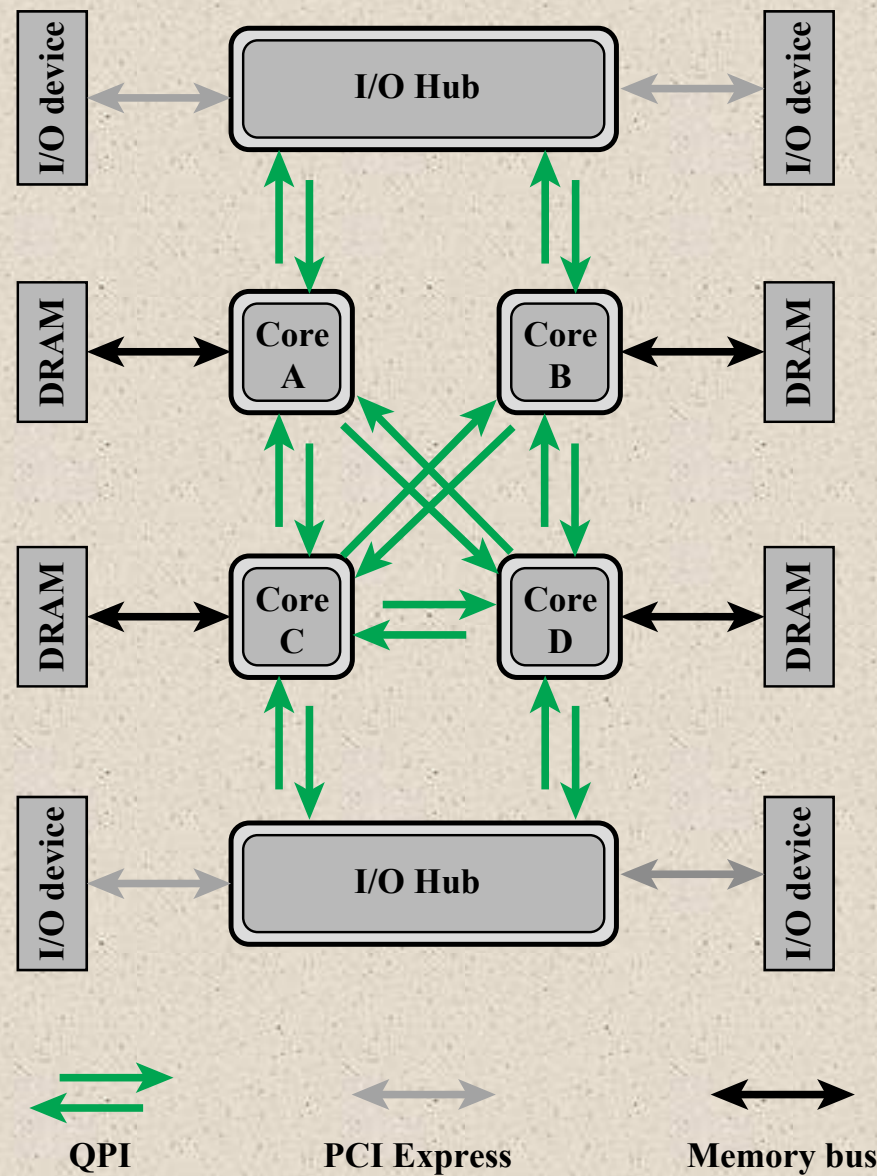 I/O device
I/O Hub
I/O device
DRAM
Core
A
Core
B
DRAM
DRAM
Core
C
Core
D
DRAM
I/O device
I/O Hub
I/O device
QPI
PCI Express
Memory bus